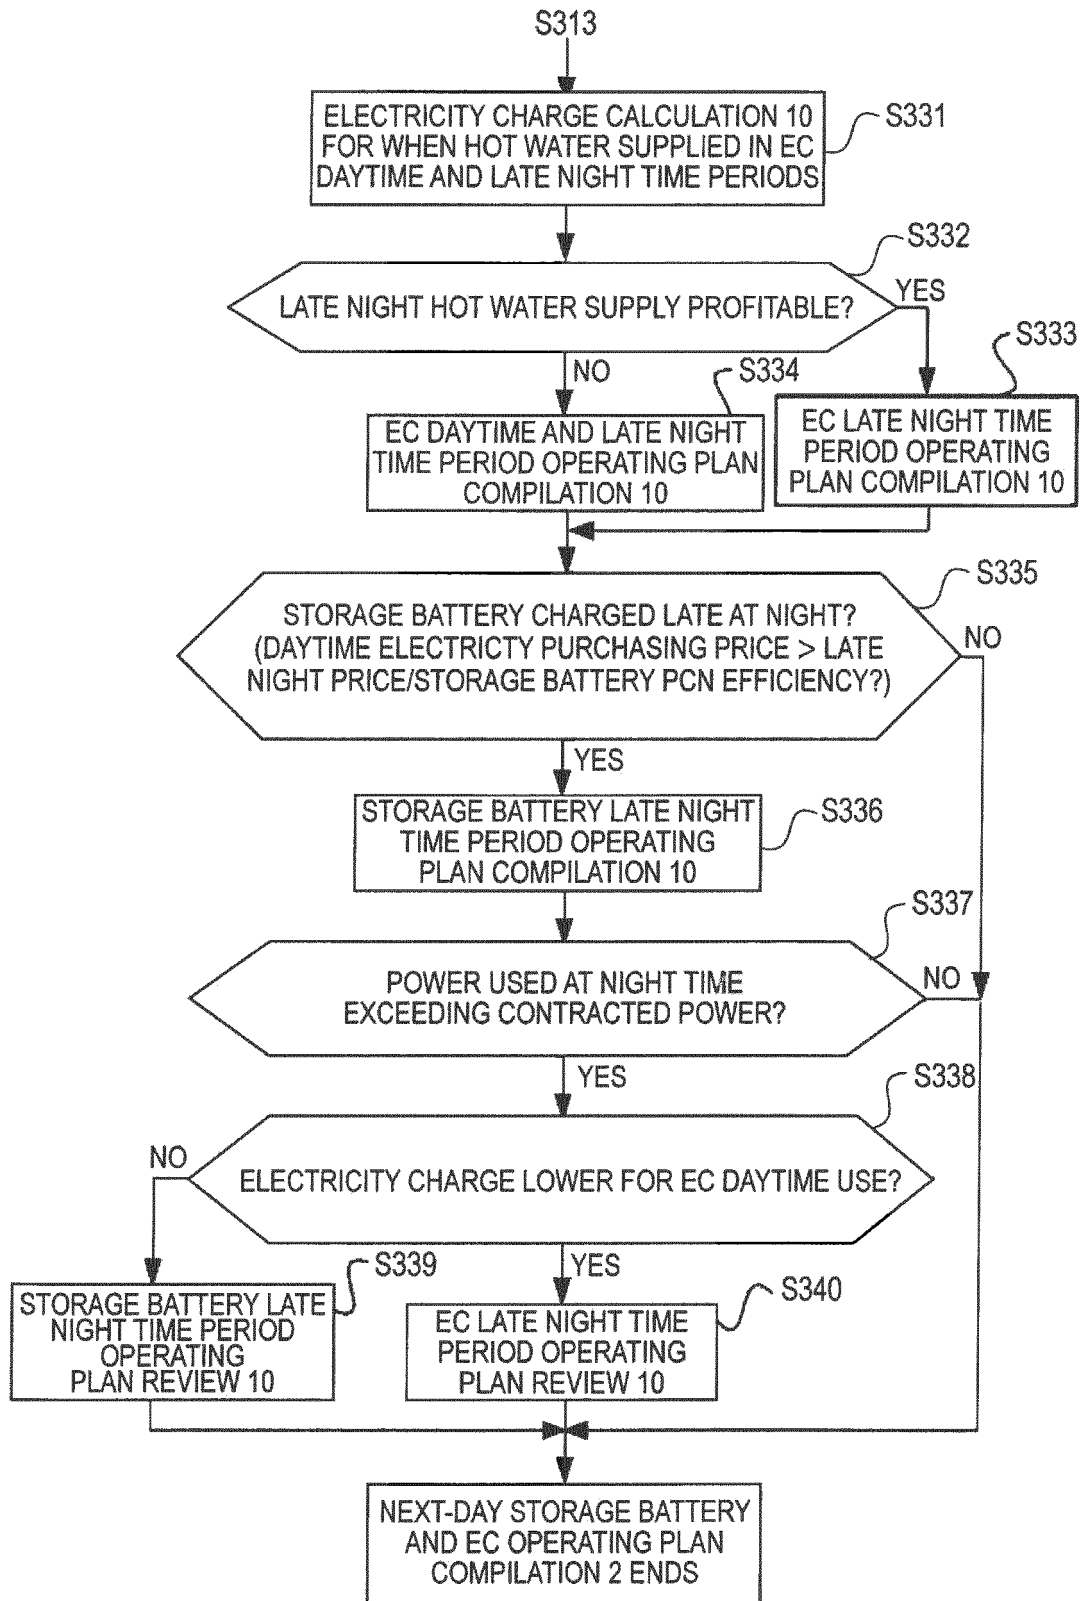 S313
ELECTRICITY CHARGE CALCULATION 10
FOR WHEN HOT WATER SUPPLIED IN EC
DAYTIME AND LATE NIGHT TIME PERIODS
S331
S332
LATE NIGHT HOT WATER SUPPLY PROFITABLE?
YES
NO
S333
EC LATE NIGHT TIME
PERIOD OPERATING
PLAN COMPILATION 10
S334
EC DAYTIME AND LATE NIGHT
TIME PERIOD OPERATING PLAN
COMPILATION 10
S335
STORAGE BATTERY CHARGED LATE AT NIGHT?
(DAYTIME ELECTRICTY PURCHASING PRICE > LATE
NIGHT PRICE/STORAGE BATTERY PCN EFFICIENCY?)
NO
YES
STORAGE BATTERY LATE NIGHT
TIME PERIOD OPERATING
PLAN COMPILATION 10
S336
S337
POWER USED AT NIGHT TIME
EXCEEDING CONTRACTED POWER?
NO
YES
S338
NO
ELECTRICITY CHARGE LOWER FOR EC DAYTIME USE?
YES
S339
STORAGE BATTERY LATE
NIGHT TIME PERIOD
OPERATING
PLAN REVIEW 10
S340
EC LATE NIGHT TIME
PERIOD OPERATING
PLAN REVIEW 10
NEXT-DAY STORAGE BATTERY
AND EC OPERATING PLAN
COMPILATION 2 ENDS